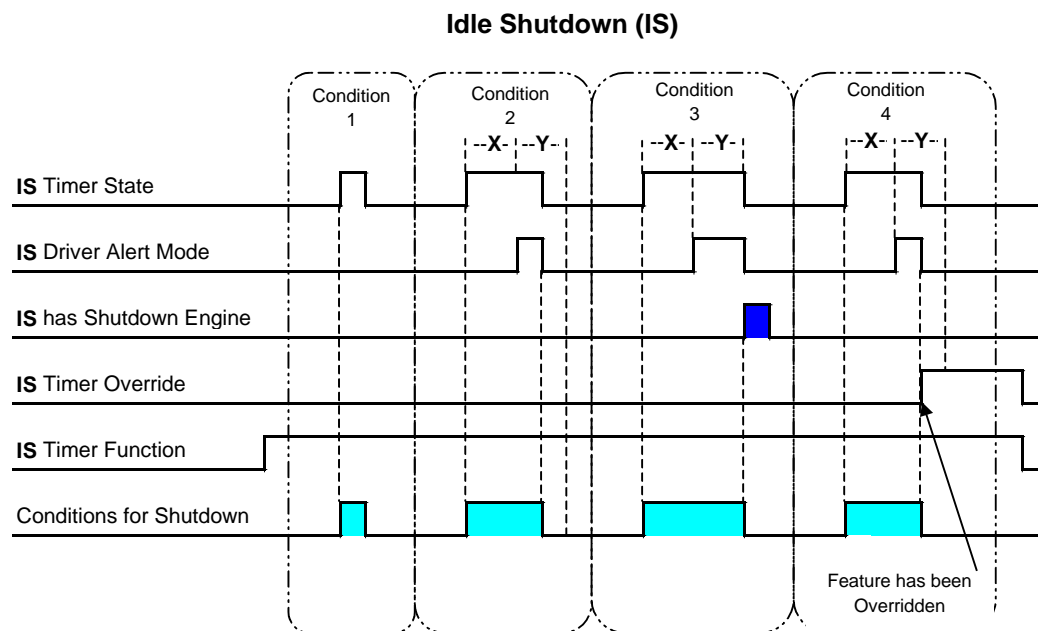 Idle Shutdown (IS)
Condition
1
Condition
2
Condition
3
Condition
4
--X-
--Y-
--X-
--Y-
--X-
--Y-
IS Timer State
IS Driver Alert Mode
IS has Shutdown Engine
IS Timer Override
IS Timer Function
Conditions for Shutdown
Feature has been
Overridden